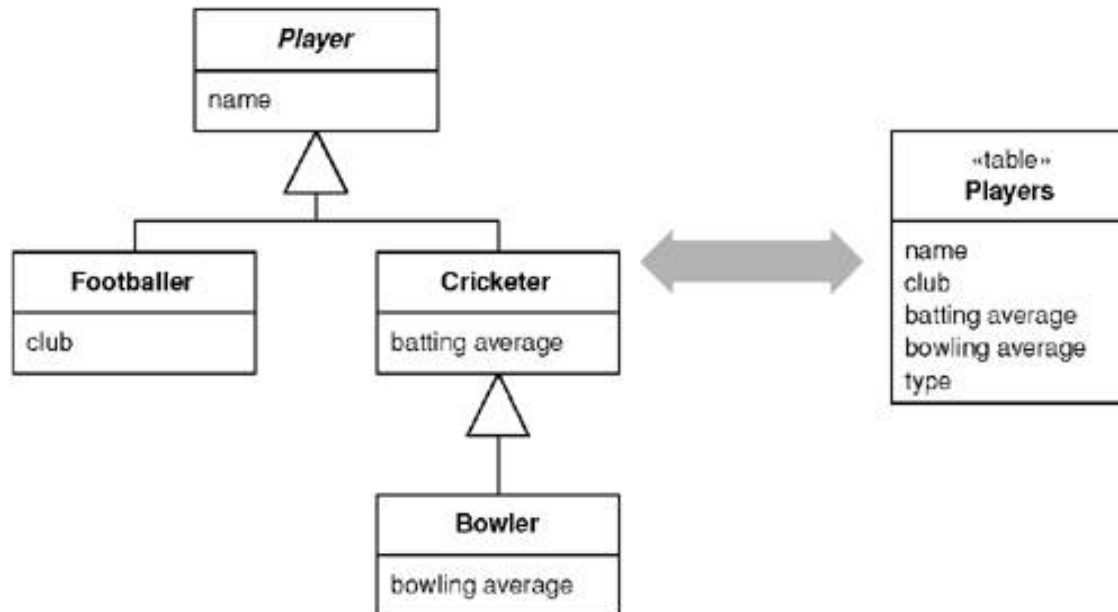 Player
name
Footballer
club
Cricketer
batting average
Bowler
bowling average
«table»
Players
name
club
batting average
bowling average
type